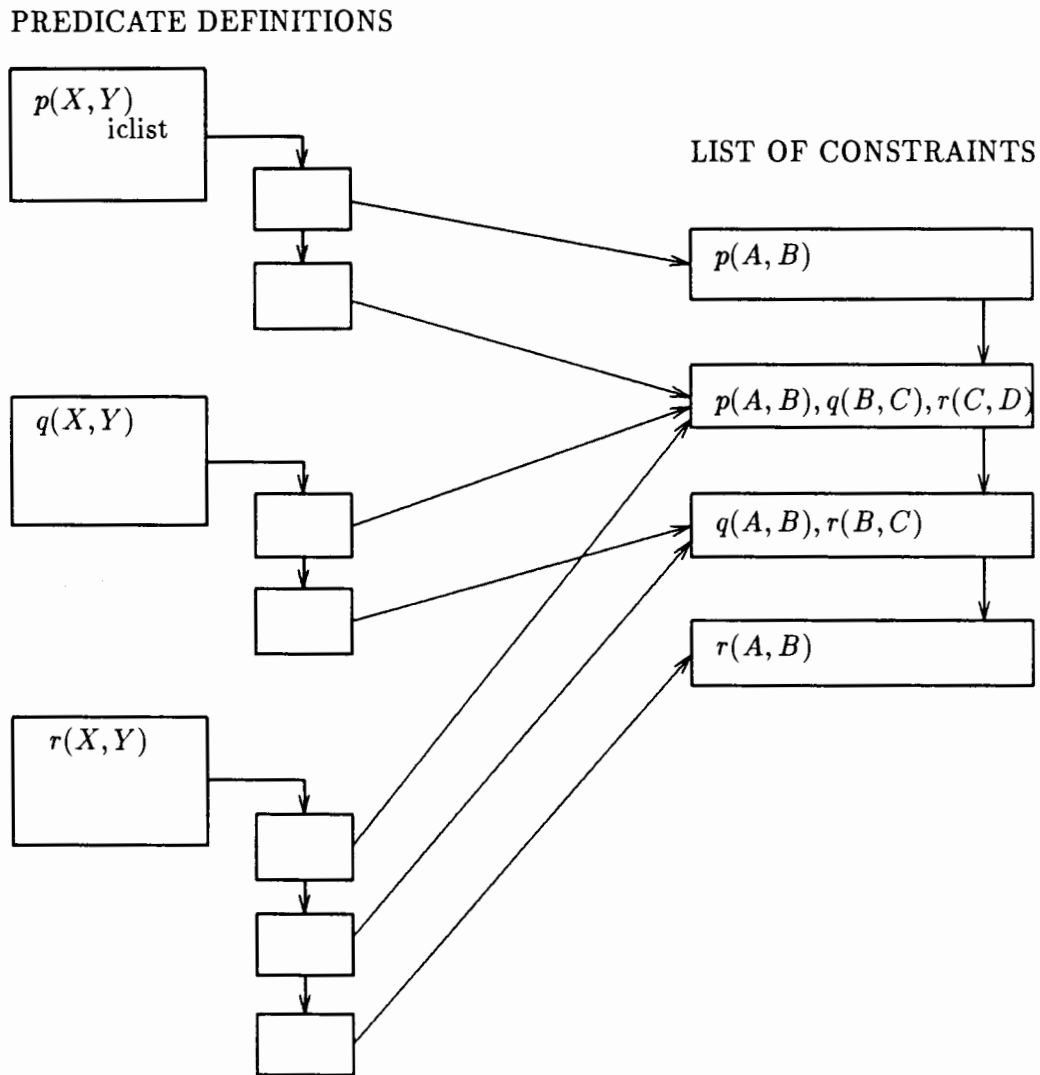 PREDICATE DEFINITIONS
p(X, Y)
iclist
LIST OF CONSTRAINTS
p(A, B)
p(A, B), q(B, C), r(C, D)
q(X, Y)
q(A, B), r(B, C)
r(A, B)
r(X, Y)